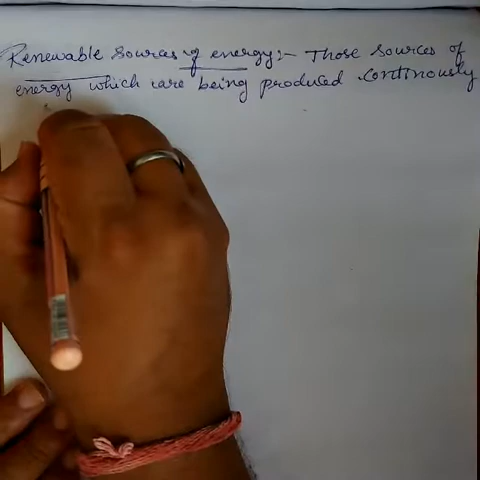 Renewable sources of energy:- Those sources of
energy which are being produced continously